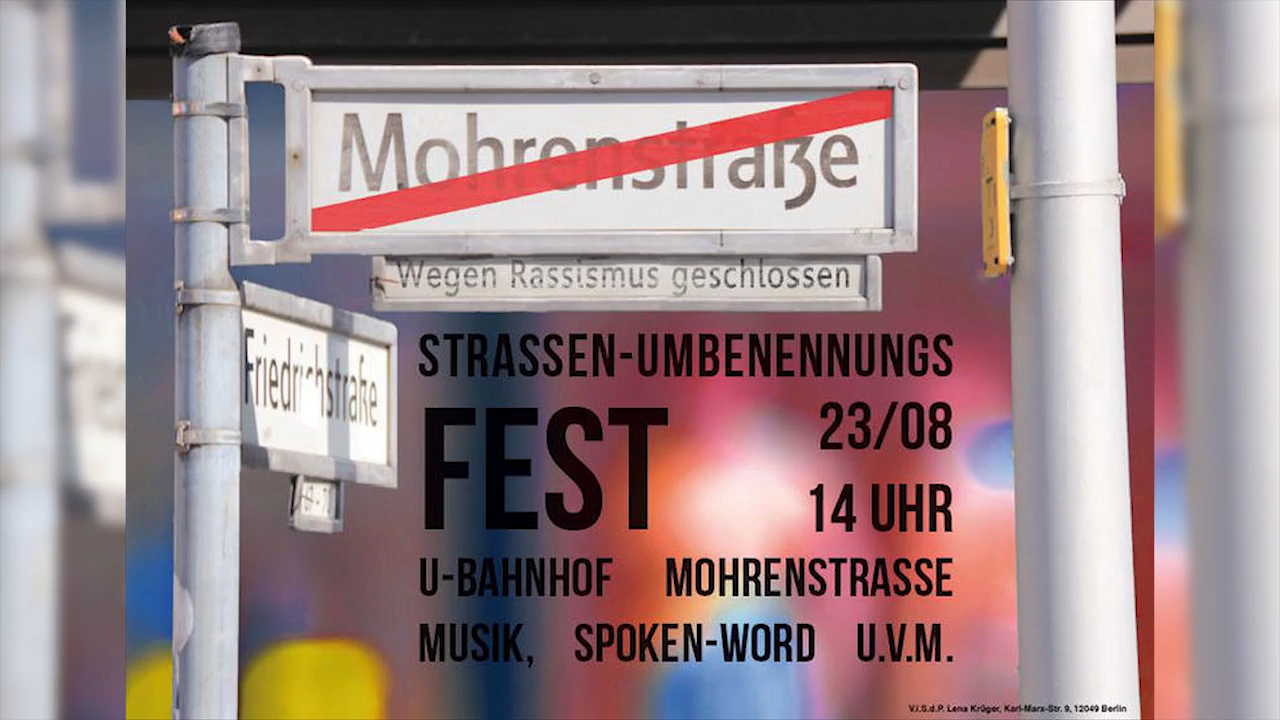 Mohrenstraße
Wegen Rassismus geschlossen
Friedrichstraße
STRASSEN-UMBENENNUNGS
FEST
23/08
14 UHR
U-BAHNHOF MOHRENSTRASSE
MUSIK, SPOKEN-WORD U.V.M.
V.i.S.d.P. Lena Krüger, Karl-Marx-Str. 9, 12049 Berlin